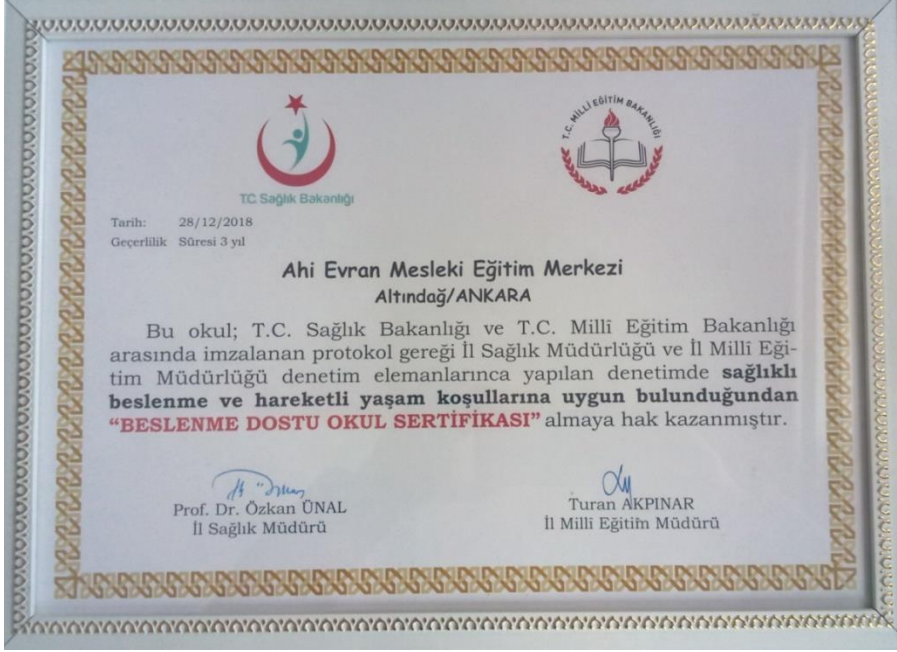 T.C. Sağlık Bakanlığı
T.C. MİLLÎ EĞİTİM BAKANLIĞI
Tarih: 28/12/2018
Geçerlilik Süresi 3 yıl
Ahi Evran Mesleki Eğitim Merkezi
Altındağ/ANKARA
Bu okul; T.C. Sağlık Bakanlığı ve T.C. Millî Eğitim Bakanlığı
arasında imzalanan protokol gereği İl Sağlık Müdürlüğü ve İl Millî Eği-
tim Müdürlüğü denetim elemanlarınca yapılan denetimde sağlıklı
beslenme ve hareketli yaşam koşullarına uygun bulunduğundan
“BESLENME DOSTU OKUL SERTİFİKASI” almaya hak kazanmıştır.
Prof. Dr. Özkan ÜNAL
İl Sağlık Müdürü
Turan AKPINAR
İl Millî Eğitim Müdürü